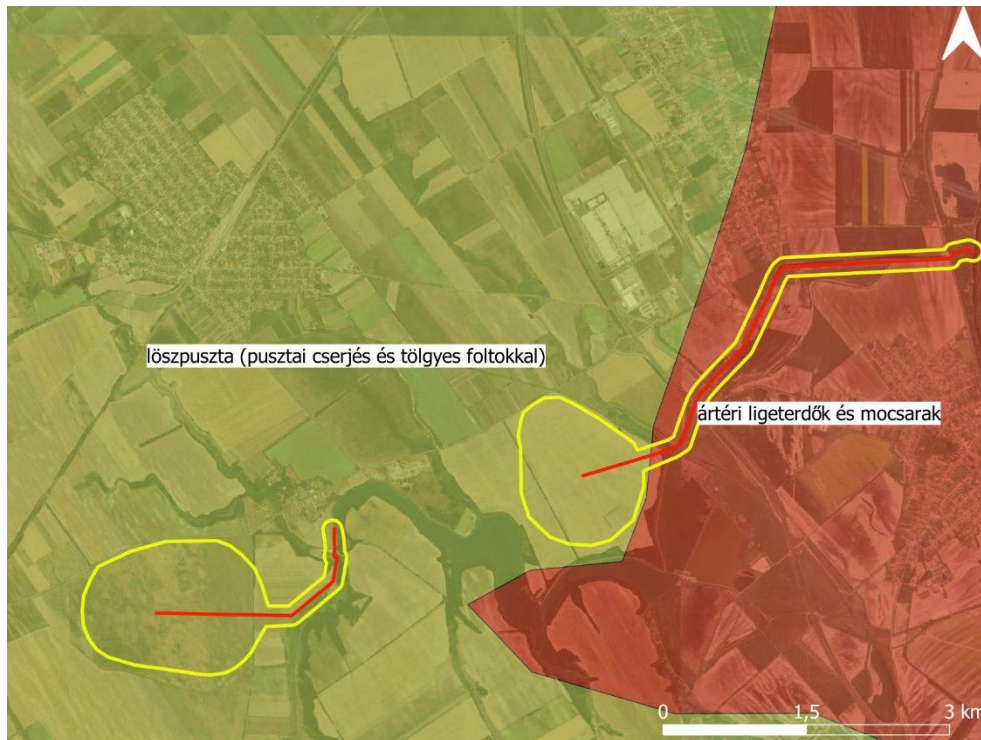 löszpuszta (pusztai cserjés és tölgyes foltokkal)
ártéri ligeterdők és mocsarak
0 1,5 3 km